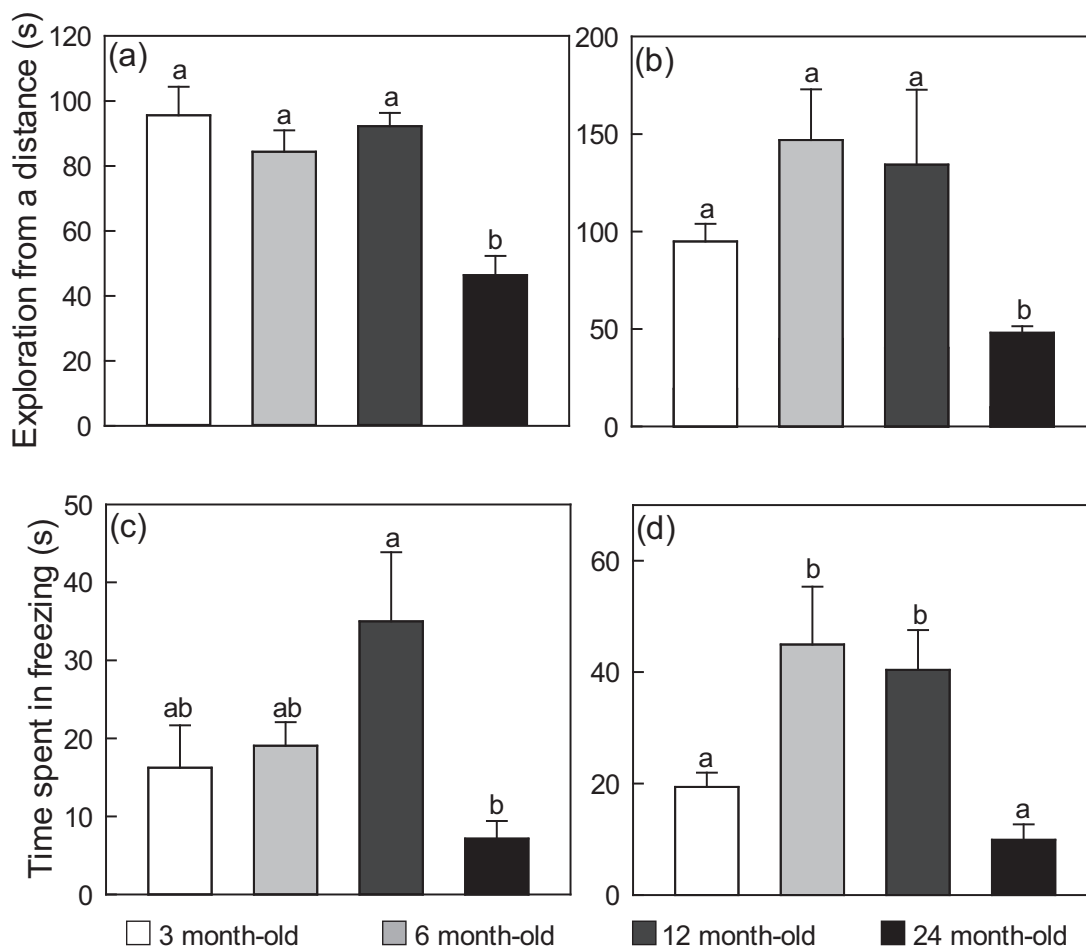 Exploration from a distance (s)
120
100
80
60
40
20
0
(a)
a
a
a
b
200
150
100
50
0
(b)
a
a
a
b
Time spent in freezing (s)
50
40
30
20
10
0
(c)
ab
ab
a
b
60
40
20
0
(d)
a
b
b
a
3 month-old 6 month-old 12 month-old 24 month-old